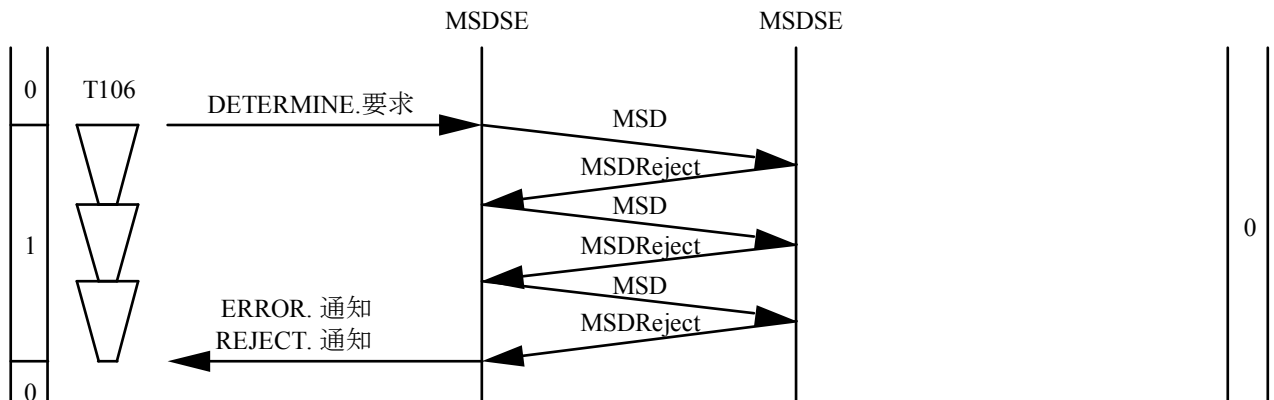 MSDSE MSDSE
0 T106
DETERMINE.要求
MSD
MSDReject
MSD
1 MSDReject 0
MSD
ERROR. 通知
MSDReject
REJECT. 通知
0